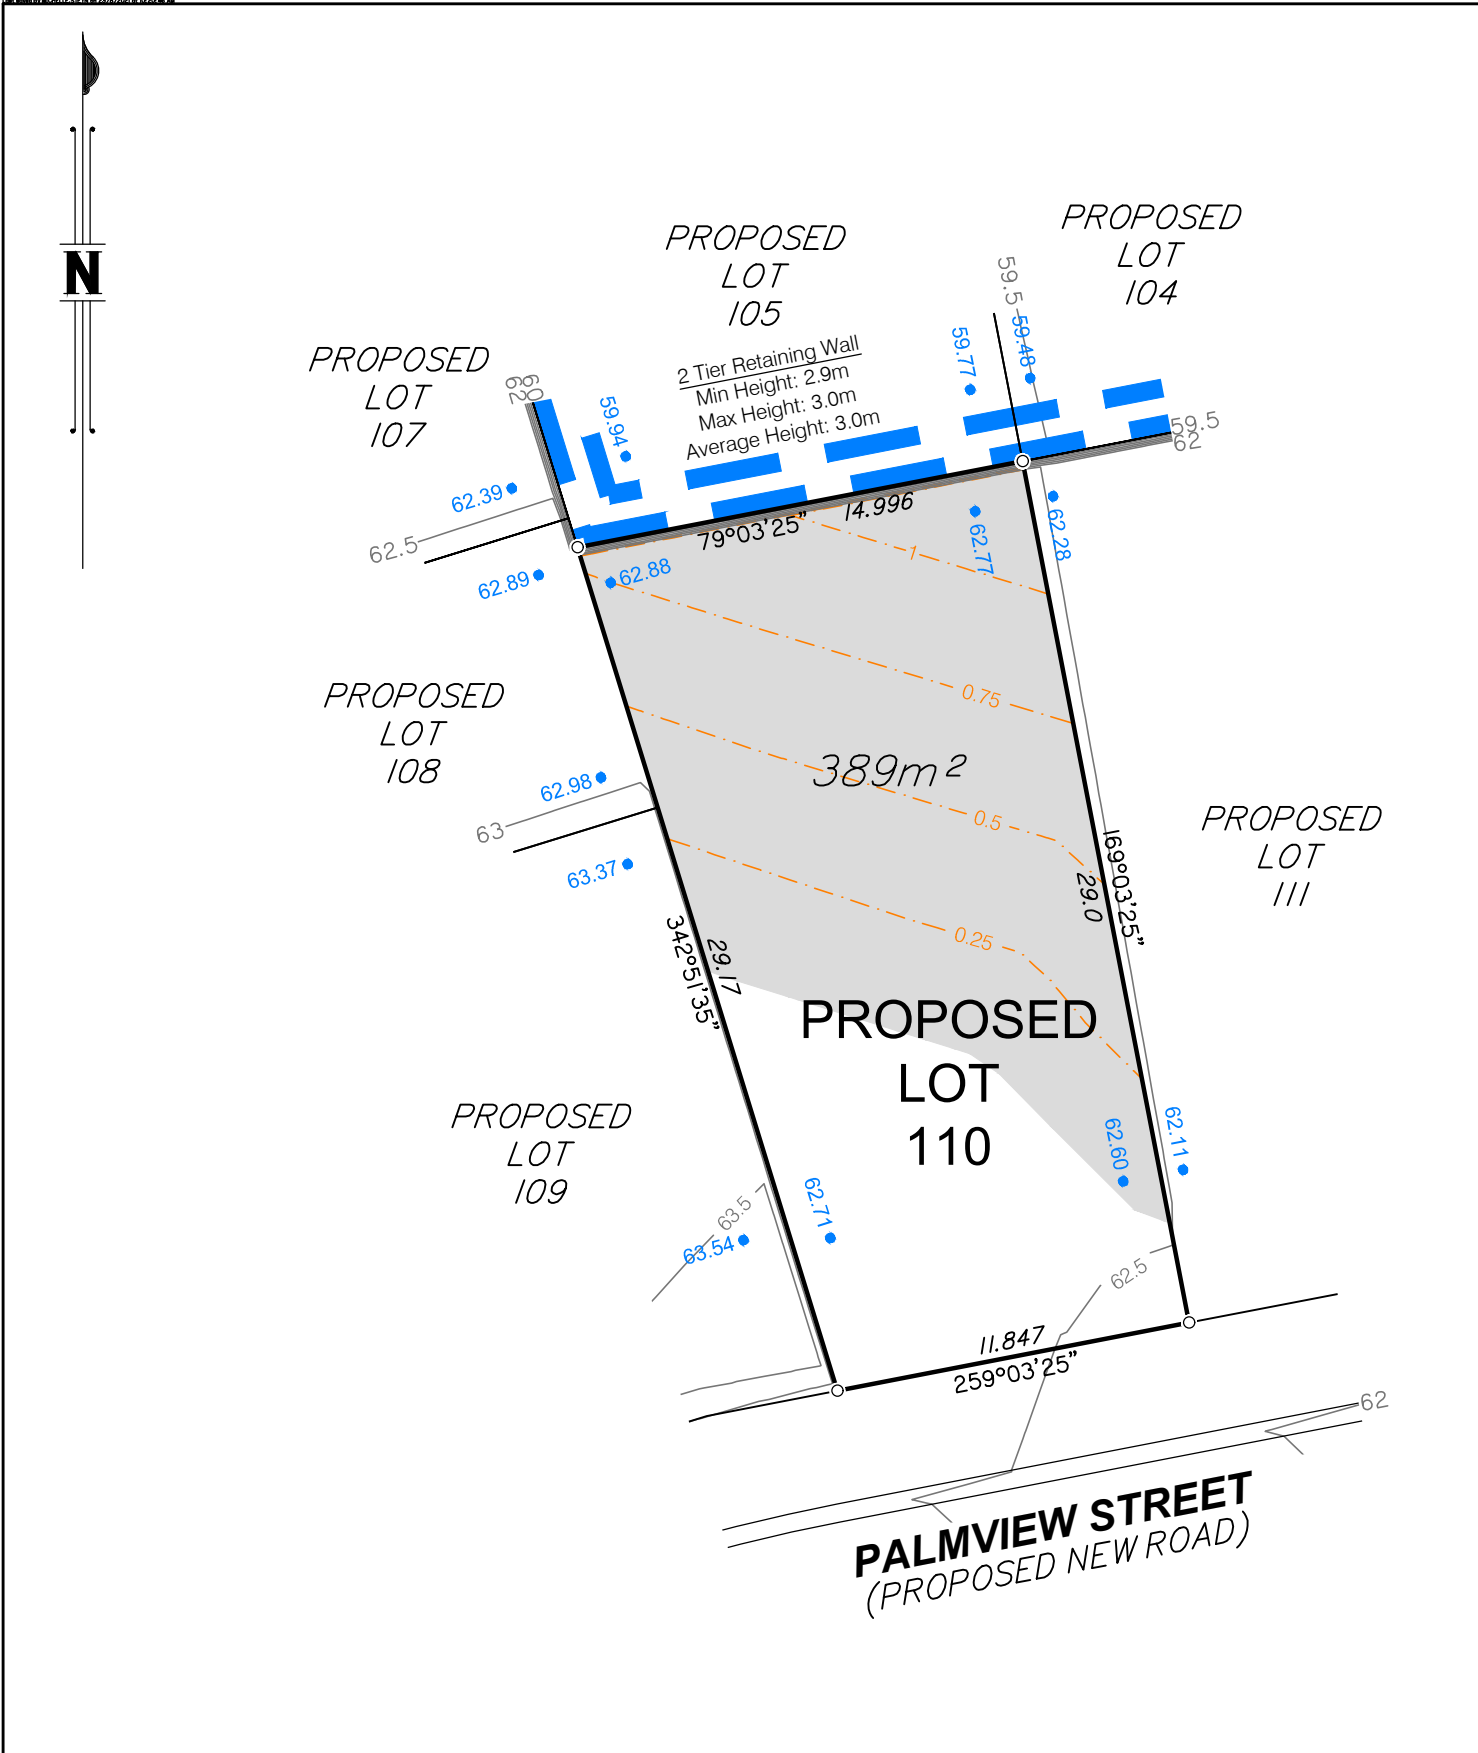 N
PROPOSED
LOT
104
PROPOSED
LOT
105
59.5
59.48
59.77
2 Tier Retaining Wall
Min Height: 2.9m
Max Height: 3.0m
Average Height: 3.0m
PROPOSED
LOT
107
62
60
59.94
59.5
62
62.39
62.5
14.996
79°03'25"
62.77
62.28
1
62.89
62.88
PROPOSED
LOT
108
0.75
389m²
62.98
63
0.5
63.37
PROPOSED
LOT
111
169°03'25"
29.0
0.25
29.17
342°51'35"
PROPOSED
LOT
110
PROPOSED
LOT
109
62.60
62.11
62.71
63.5
63.54
62.5
11.847
259°03'25"
62
PALMVIEW STREET
(PROPOSED NEW ROAD)